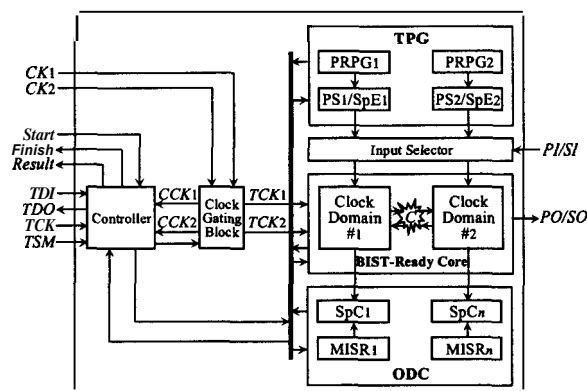 TPG
PRPG1 PRPG2
PS1/SpE1 PS2/SpE2
CK1
CK2
Start
Finish
Result
Input Selector
PI/SI
TDI
TDO
TCK
TSM
Controller
CCK1
CCK2
Clock
Gating
Block
TCK1
TCK2
Clock
Domain
#1
C
Clock
Domain
#2
PO/SO
BIST-Ready Core
SpC1 SpCn
MISR1 MISRn
ODC